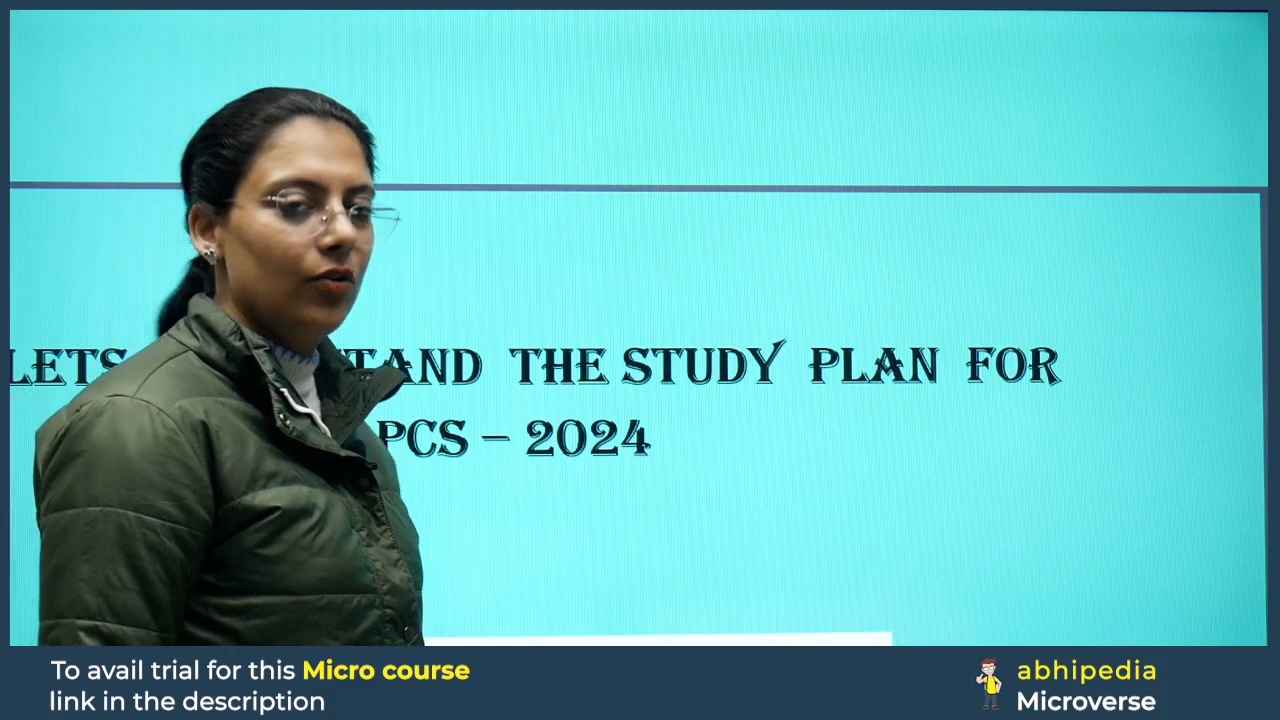 LETS THE STUDY PLAN FOR
PCS – 2024
To avail trial for this Micro course
link in the description
abhipedia
Microverse